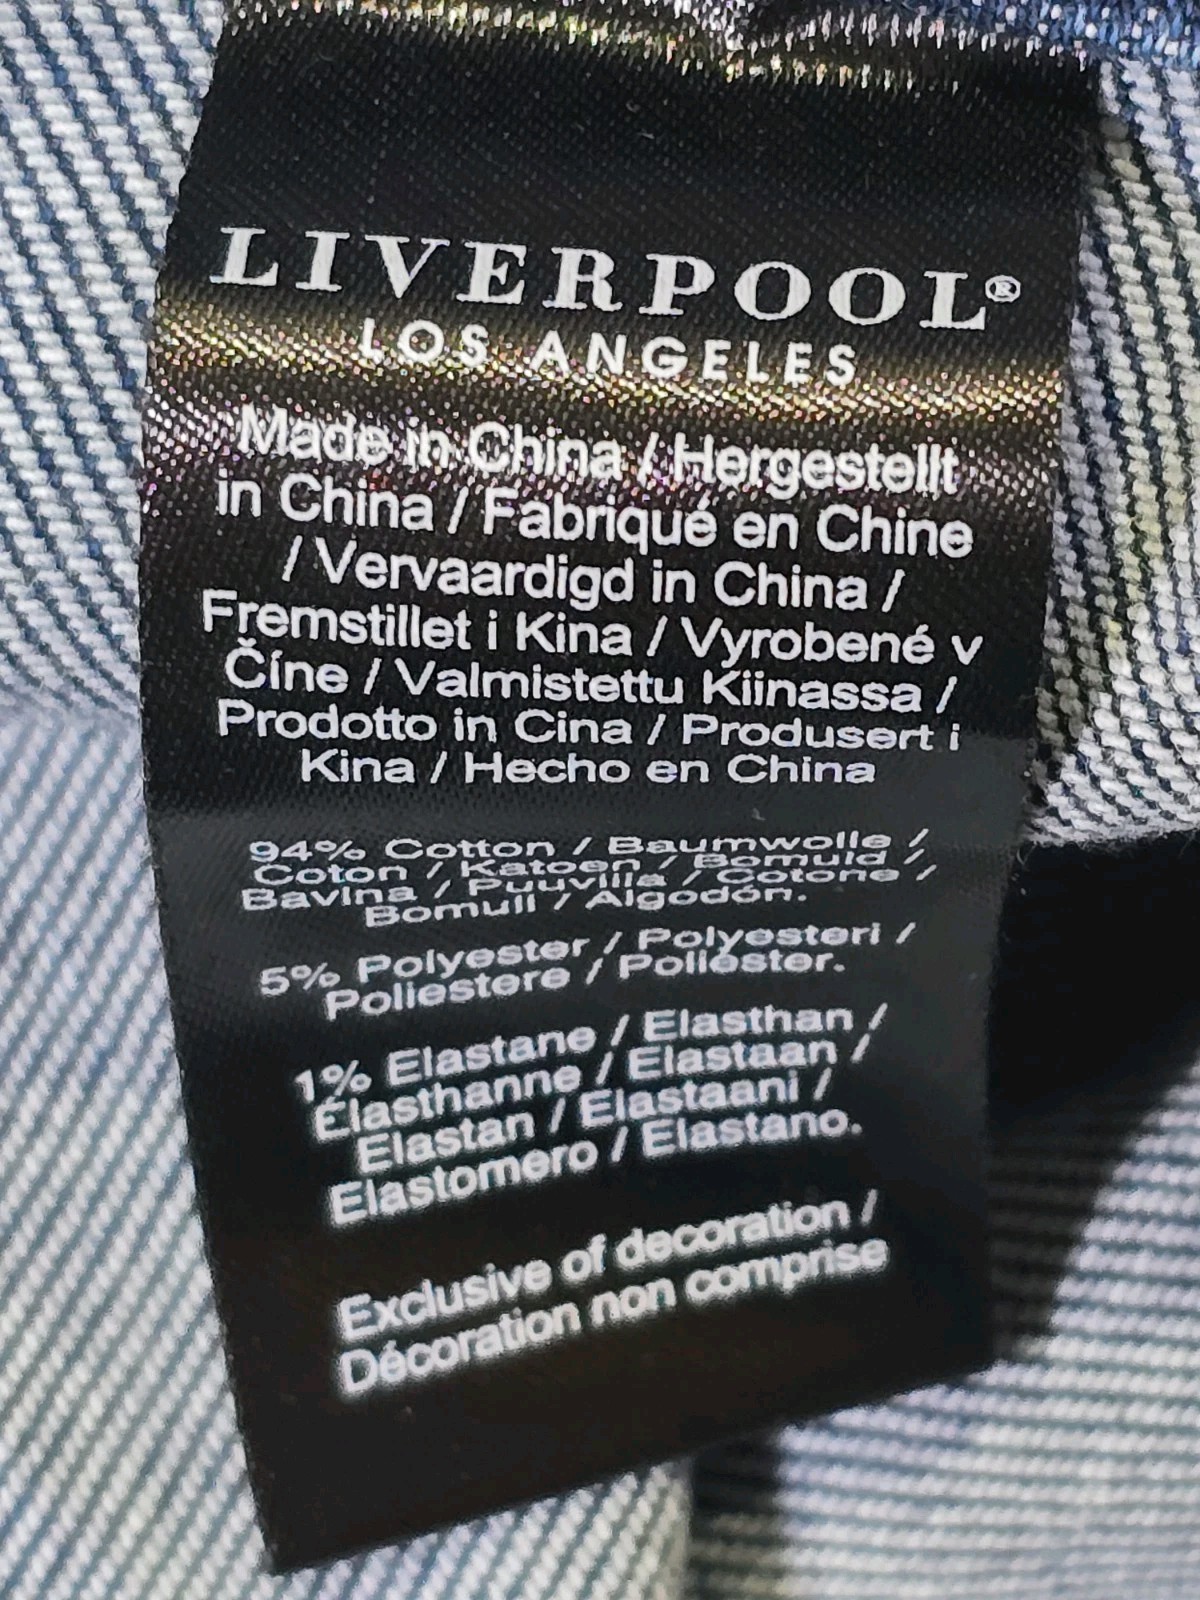 LIVERPOOL®
LOS ANGELES
Made in China / Hergestellt
in China / Fabriqué en Chine
/ Vervaardigd in China /
Fremstillet i Kina / Vyrobené v
Číne / Valmistettu Kiinassa /
Prodotto in Cina / Produsert i
Kina / Hecho en China
94% Cotton / Baumwolle /
Coton / Katoen / Bomuld /
Bavlna / Puuvilla / Cotone /
Bomull / Algodón.
5% Polyester / Polyesteri /
Poliestere / Poliéster.
1% Elastane / Elasthan /
Élasthanne / Elastaan /
Elastan / Elastaani /
Elastomero / Elastano.
Exclusive of decoration /
Décoration non comprise